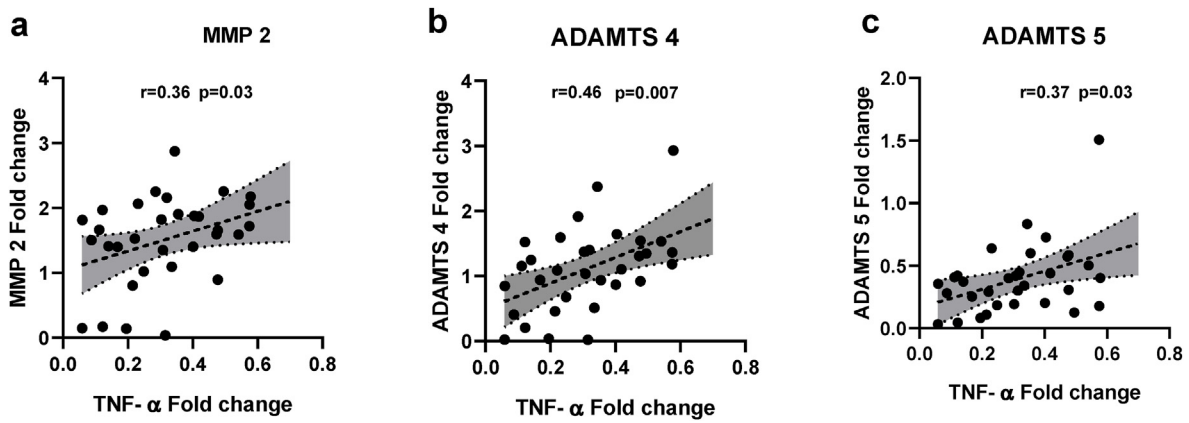 a
MMP 2
r=0.36 p=0.03
MMP 2 Fold change
4
3
2
1
0
0.0 0.2 0.4 0.6 0.8
TNF- α Fold change
b
ADAMTS 4
r=0.46 p=0.007
ADAMTS 4 Fold change
4
3
2
1
0
0.0 0.2 0.4 0.6 0.8
TNF- α Fold change
c
ADAMTS 5
r=0.37 p=0.03
ADAMTS 5 Fold change
2.0
1.5
1.0
0.5
0.0
0.0 0.2 0.4 0.6 0.8
TNF- α Fold change